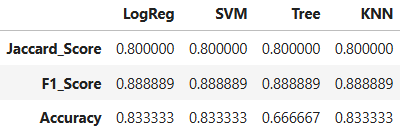 LogReg SVM Tree KNN
Jaccard_Score 0.800000 0.800000 0.800000 0.800000
F1_Score 0.888889 0.888889 0.888889 0.888889
Accuracy 0.833333 0.833333 0.666667 0.833333